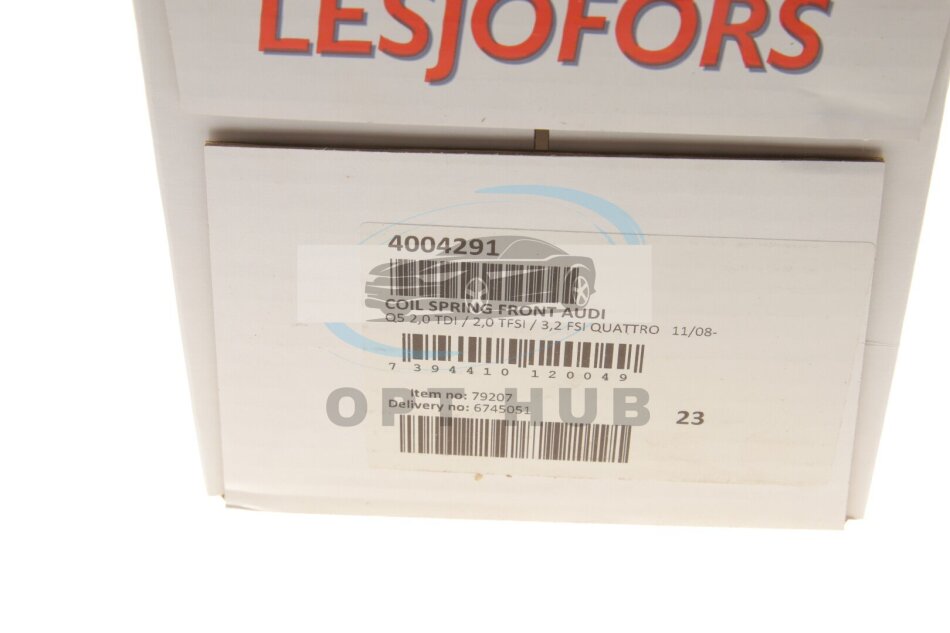 LESJOFORS
4004291
COIL SPRING FRONT AUDI
Q5 2,0 TDI / 2,0 TFSI / 3,2 FSI QUATTRO 11/08-
7 394410 120049
Item no: 79207
Delivery no: 6745051
OPT HUB
23